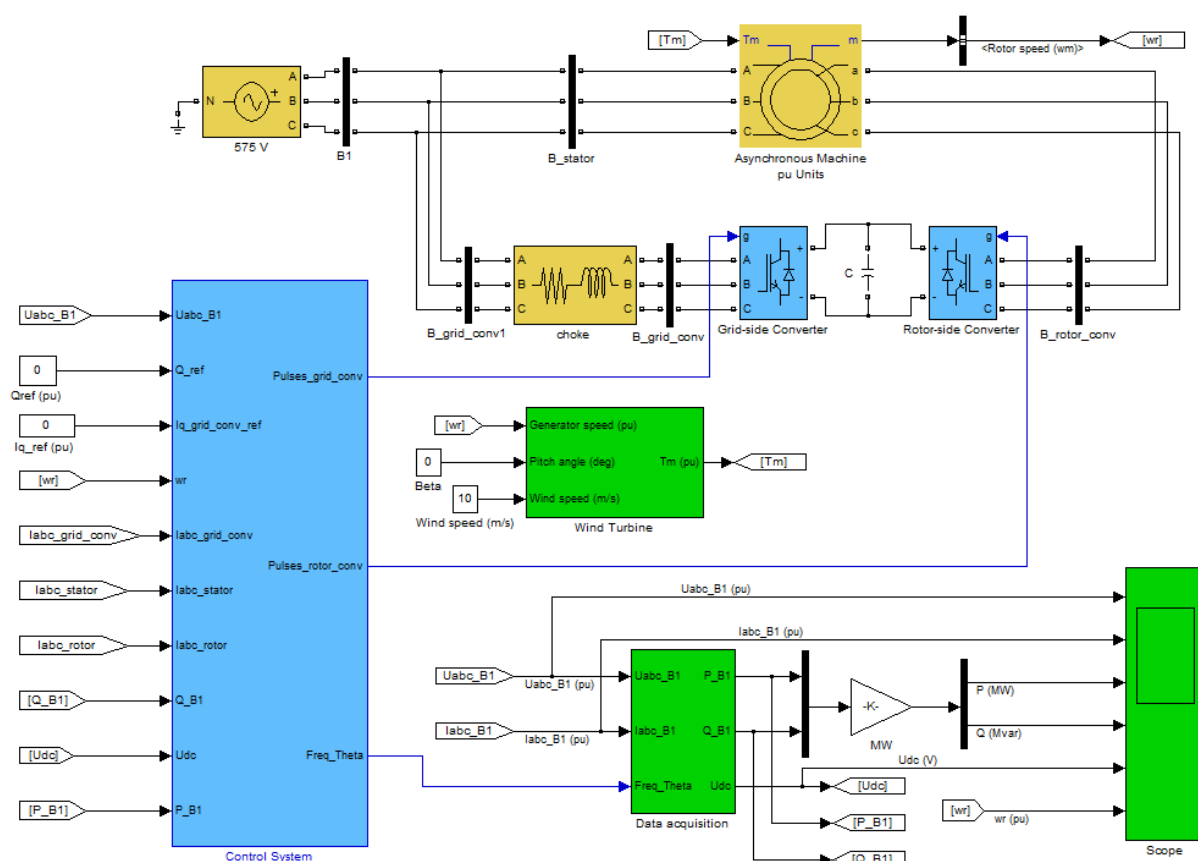 [Tm]
Tm
m
<Rotor speed (wm)>
[wr]
A
B
C
a
b
c
Asynchronous Machine
pu Units
N
+
A
B
C
575 V
B1
B_stator
A
B
C
A
B
C
B_grid_conv1
choke
B_grid_conv
g
A
B
C
+
-
Grid-side Converter
C
+
-
g
A
B
C
Rotor-side Converter
B_rotor_conv
Uabc_B1
Uabc_B1
0
Qref (pu)
Q_ref
0
Iq_ref (pu)
Iq_grid_conv_ref
[wr]
wr
Iabc_grid_conv
Iabc_grid_conv
Iabc_stator
Iabc_stator
Iabc_rotor
Iabc_rotor
[Q_B1]
Q_B1
[Udc]
Udc
[P_B1]
P_B1
Pulses_grid_conv
Pulses_rotor_conv
Freq_Theta
Control System
[wr]
Generator speed (pu)
0
Beta
Pitch angle (deg)
10
Wind speed (m/s)
Wind speed (m/s)
Tm (pu)
[Tm]
Wind Turbine
Uabc_B1 (pu)
Iabc_B1 (pu)
Uabc_B1
Uabc_B1 (pu)
Iabc_B1
Iabc_B1 (pu)
Uabc_B1
Iabc_B1
Freq_Theta
P_B1
Q_B1
Udc
Data acquisition
-K-
MW
P (MW)
Q (Mvar)
Udc (V)
[Udc]
[P_B1]
[Q_B1]
[wr]
wr (pu)
Scope